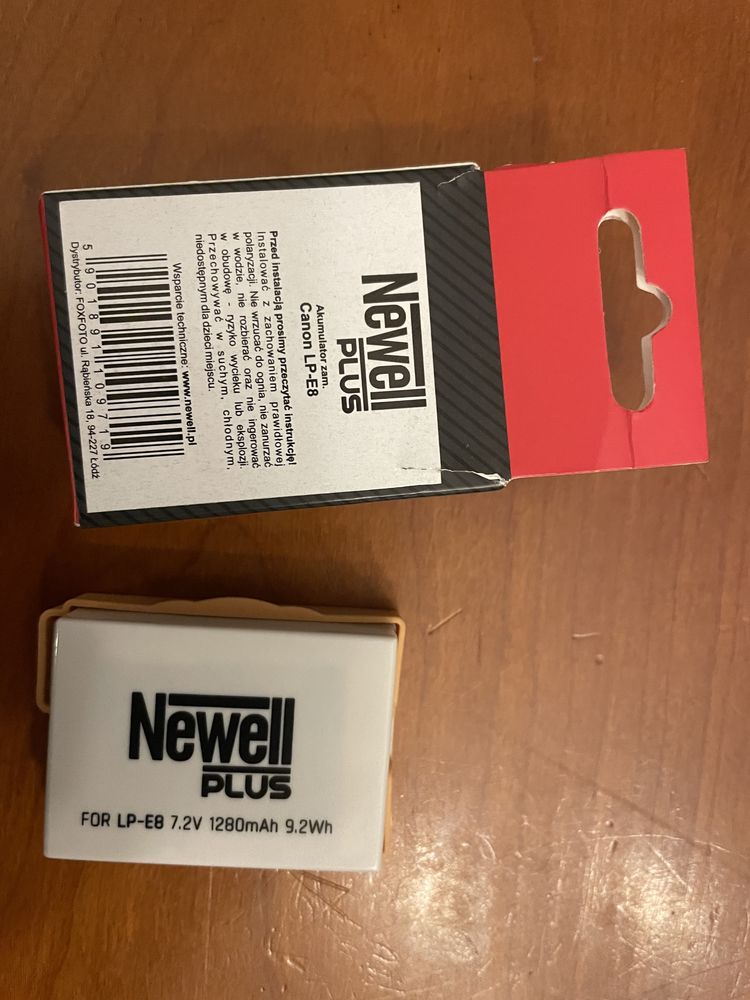 Newell
PLUS
Akumulator zam.
Canon LP-E8
Przed instalacją prosimy przeczytać instrukcję!
Instalować z zachowaniem prawidłowej
polaryzacji. Nie wrzucać do ognia, nie zanurzać
w wodzie, nie rozbierać oraz nie ingerować
w obudowę - ryzyko wycieku lub eksplozji.
Przechowywać w suchym, chłodnym,
niedostępnym dla dzieci miejscu.
Wsparcie techniczne: www.newell.pl
5 901891 109719
Dystrybutor: FOXFOTO ul. Rąbieńska 18, 94-227 Łódź
Newell
PLUS
FOR LP-E8 7.2V 1280mAh 9.2Wh